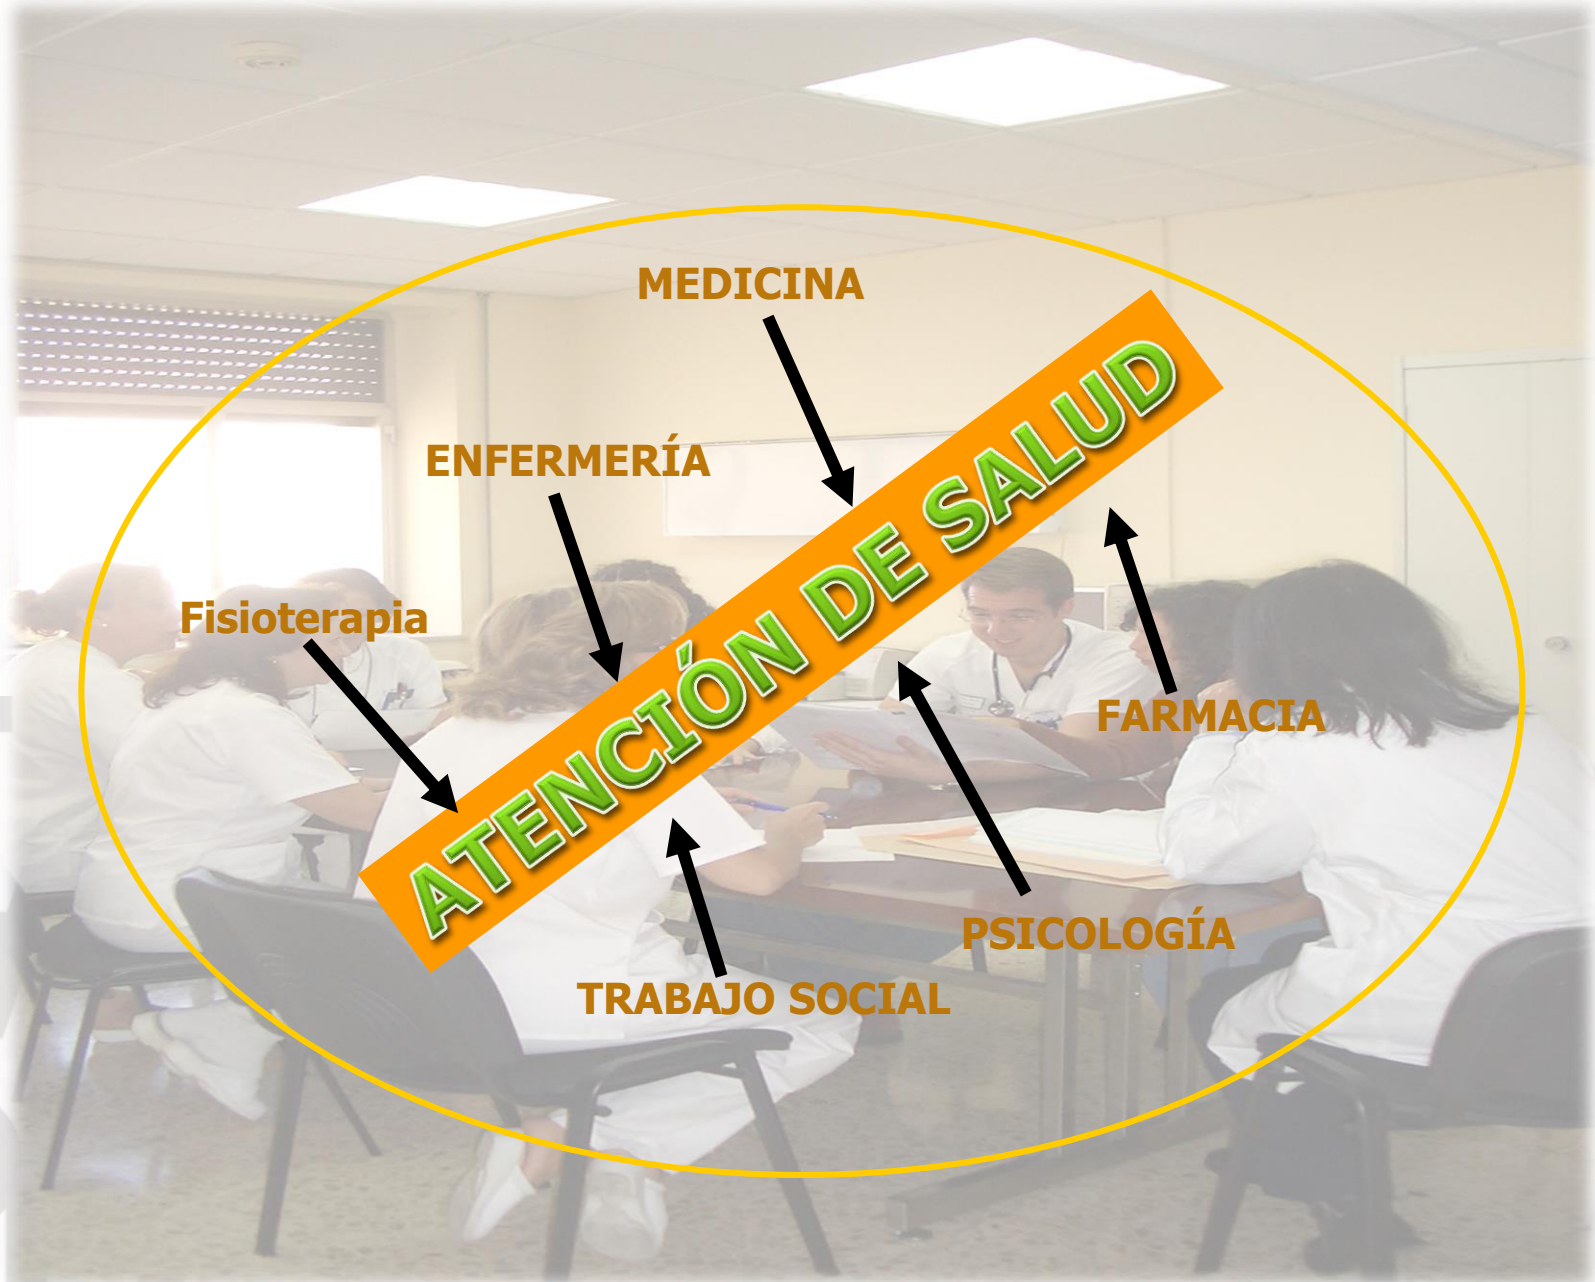 MEDICINA
ENFERMERÍA
Fisioterapia
ATENCIÓN DE SALUD
FARMACIA
PSICOLOGÍA
TRABAJO SOCIAL